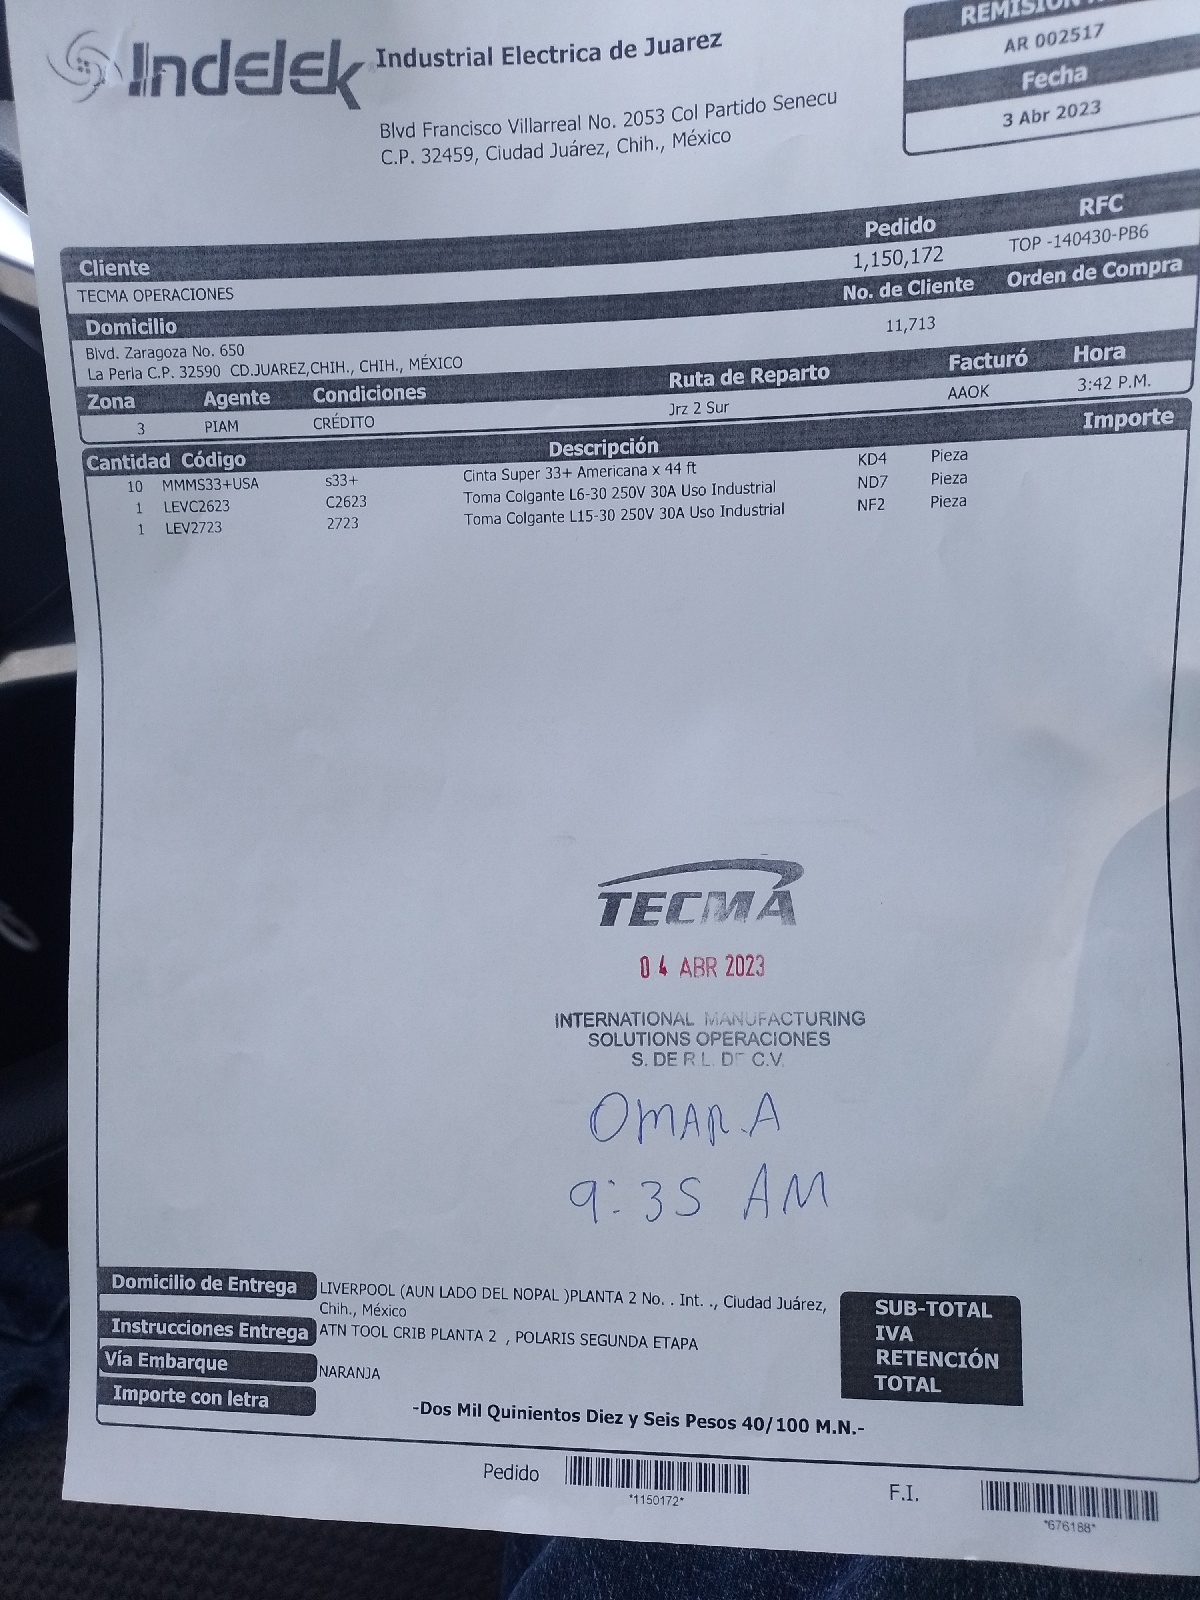 Indelek
Industrial Electrica de Juarez
Blvd Francisco Villarreal No. 2053 Col Partido Senecu
C.P. 32459, Ciudad Juárez, Chih., México
REMISION
AR 002517
Fecha
3 Abr 2023
Cliente Pedido RFC
TECMA OPERACIONES 1,150,172 TOP -140430-PB6
Domicilio No. de Cliente Orden de Compra
Blvd. Zaragoza No. 650 11,713
La Perla C.P. 32590 CD.JUAREZ,CHIH., CHIH., MÉXICO
Zona Agente Condiciones Ruta de Reparto Facturó Hora
3 PIAM CRÉDITO Jrz 2 Sur AAOK 3:42 P.M.
Cantidad Código Descripción Importe
10 MMMS33+USA s33+ Cinta Super 33+ Americana x 44 ft KD4 Pieza
1 LEVC2623 C2623 Toma Colgante L6-30 250V 30A Uso Industrial ND7 Pieza
1 LEV2723 2723 Toma Colgante L15-30 250V 30A Uso Industrial NF2 Pieza
TECMA
04 ABR 2023
INTERNATIONAL MANUFACTURING
SOLUTIONS OPERACIONES
S. DE R.L. DE C.V.
OMAR.A
9:35 AM
Domicilio de Entrega LIVERPOOL (AUN LADO DEL NOPAL )PLANTA 2 No. . Int. ., Ciudad Juárez,
Chih., México
Instrucciones Entrega ATN TOOL CRIB PLANTA 2 , POLARIS SEGUNDA ETAPA
Vía Embarque NARANJA
Importe con letra -Dos Mil Quinientos Diez y Seis Pesos 40/100 M.N.-
SUB-TOTAL
IVA
RETENCIÓN
TOTAL
Pedido *1150172*
F.I. *676188*